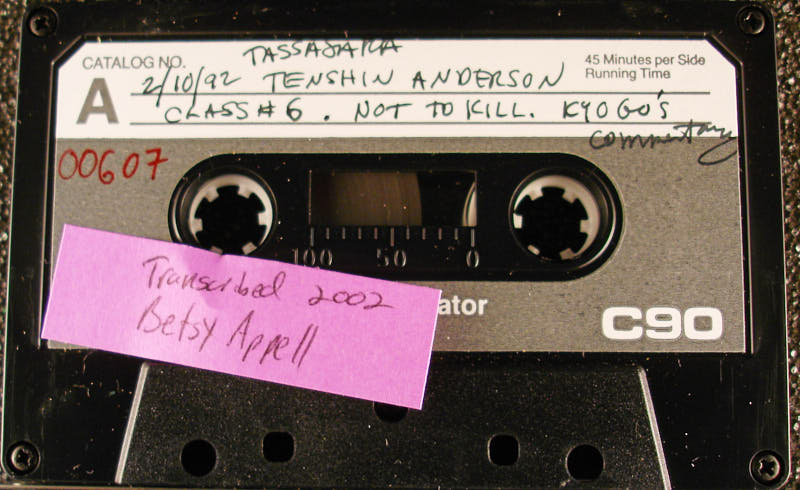 TASSAJARA
CATALOG NO.
45 Minutes per Side
Running Time
2/10/92 TENSHIN ANDERSON
A
CLASS # 6. NOT TO KILL. KYOGO'S
commentary
00607
100 50 0
Transcribed 2002
Betsy Appell
ator
C90